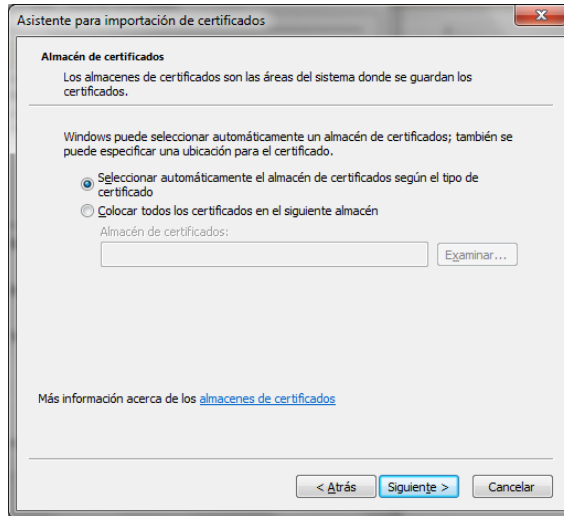 Asistente para importación de certificados
Almacén de certificados
Los almacenes de certificados son las áreas del sistema donde se guardan los
certificados.
Windows puede seleccionar automáticamente un almacén de certificados; también se
puede especificar una ubicación para el certificado.
Seleccionar automáticamente el almacén de certificados según el tipo de
certificado
Colocar todos los certificados en el siguiente almacén
Almacén de certificados:
Examinar...
Más información acerca de los almacenes de certificados
< Atrás Siguiente > Cancelar